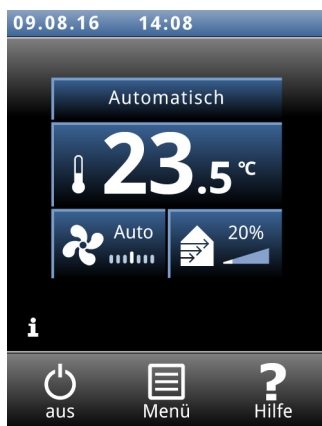 09.08.16 14:08
Automatisch
23.5 °C
Auto 20%
i
aus Menü Hilfe